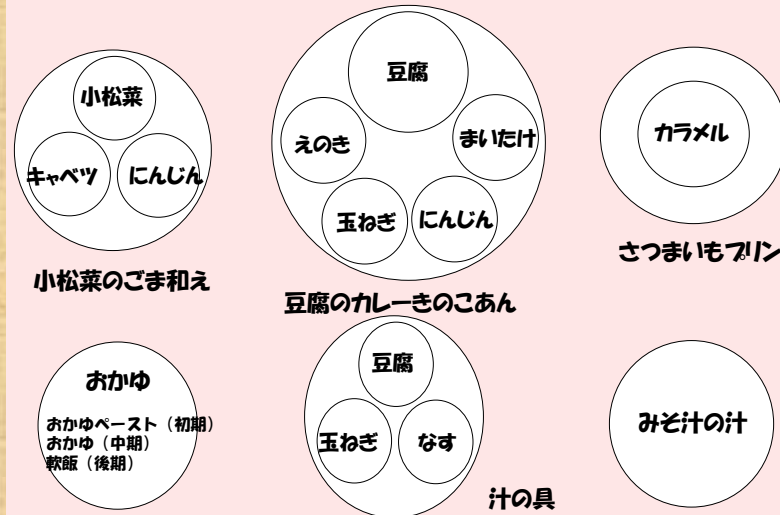 小松菜
キャベツ
にんじん
小松菜のごま和え
豆腐
えのき
まいたけ
玉ねぎ
にんじん
豆腐のカレーきのこあん
カラメル
さつまいもプリン
おかゆ
おかゆペースト（初期）
おかゆ（中期）
軟飯（後期）
豆腐
玉ねぎ
なす
汁の具
みそ汁の汁